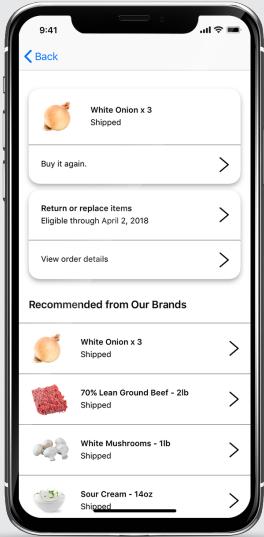 9:41
Back
White Onion x 3
Shipped
Buy it again.
Return or replace items
Eligible through April 2, 2018
View order details
Recommended from Our Brands
White Onion x 3
Shipped
70% Lean Ground Beef - 2lb
Shipped
White Mushrooms - 1lb
Shipped
Sour Cream - 14oz
Shipped